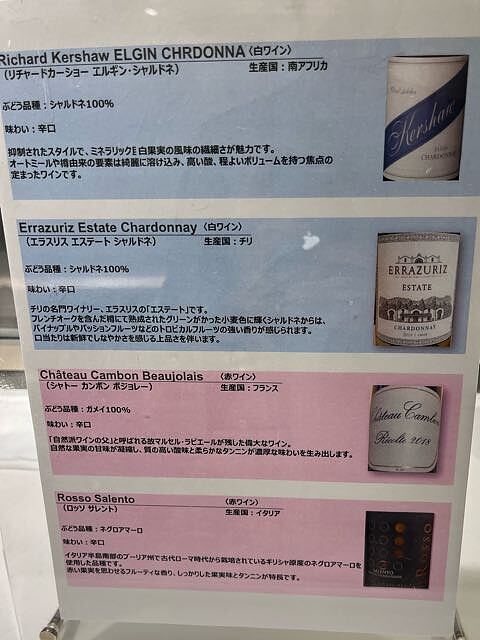 Richard Kershaw ELGIN CHRDONNA〈白ワイン〉
（リチャードカーショー エルギン・シャルドネ）
生産国：南アフリカ
ぶどう品種：シャルドネ100%
味わい：辛口
抑制されたスタイルで、ミネラリックE 白果実の風味の繊細さが魅力です。
オートミールや樽由来の要素は綺麗に溶け込み、高い酸、程よいボリュームを持つ焦点の
定まったワインです。
Kershaw
CHARDONNAY
Errazuriz Estate Chardonnay 〈白ワイン〉
（エラスリス エステート シャルドネ）
生産国：チリ
ぶどう品種：シャルドネ100%
味わい：辛口
チリの名門ワイナリー、エラスリスの「エステート」です。
フレンチオークを含んだ樽にて熟成されたグリーンがかった小麦色に輝くシャルドネからは、
パイナップルやパッションフルーツなどのトロピカルフルーツの強い香りが感じられます。
口当たりは新鮮でしなやかさを感じる上品さを伴います。
ERRAZURIZ
ESTATE
CHARDONNAY
Château Cambon Beaujolais 〈赤ワイン〉
（シャトー カンボン ボジョレー）
生産国：フランス
ぶどう品種：ガメイ100%
味わい：辛口
「自然派ワインの父」と呼ばれる故マルセル・ラピエールが残した偉大なワイン。
自然な果実の甘味が凝縮し、質の高い酸味と柔らかなタンニンが濃厚な味わいを生み出します。
Château Cambon
Récolte 2018
Rosso Salento 〈赤ワイン〉
（ロッソ サレント）
生産国：イタリア
ぶどう品種：ネグロアマーロ
味わい：辛口
イタリア半島南部のプーリア州で古代ローマ時代から栽培されているギリシャ原産のネグロアマーロを
使用した品種です。
赤い果実を思わせるフルーティな香り、しっかりした果実味とタンニンが特長です。
ROSSO
SALENTO